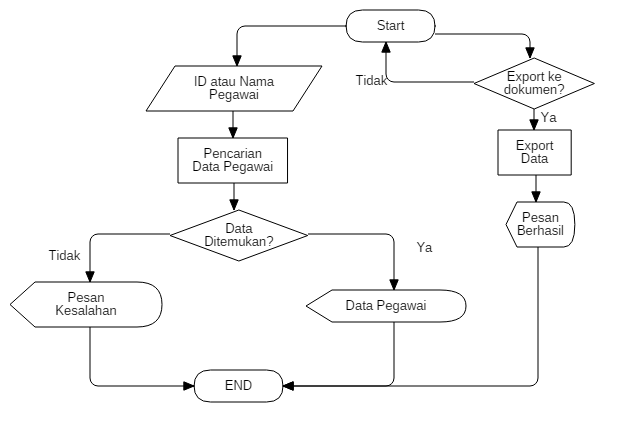 Start
ID atau Nama
Pegawai
Tidak
Export ke
dokumen?
Ya
Pencarian
Data Pegawai
Export
Data
Data
Ditemukan?
Pesan
Berhasil
Tidak
Ya
Pesan
Kesalahan
Data Pegawai
END